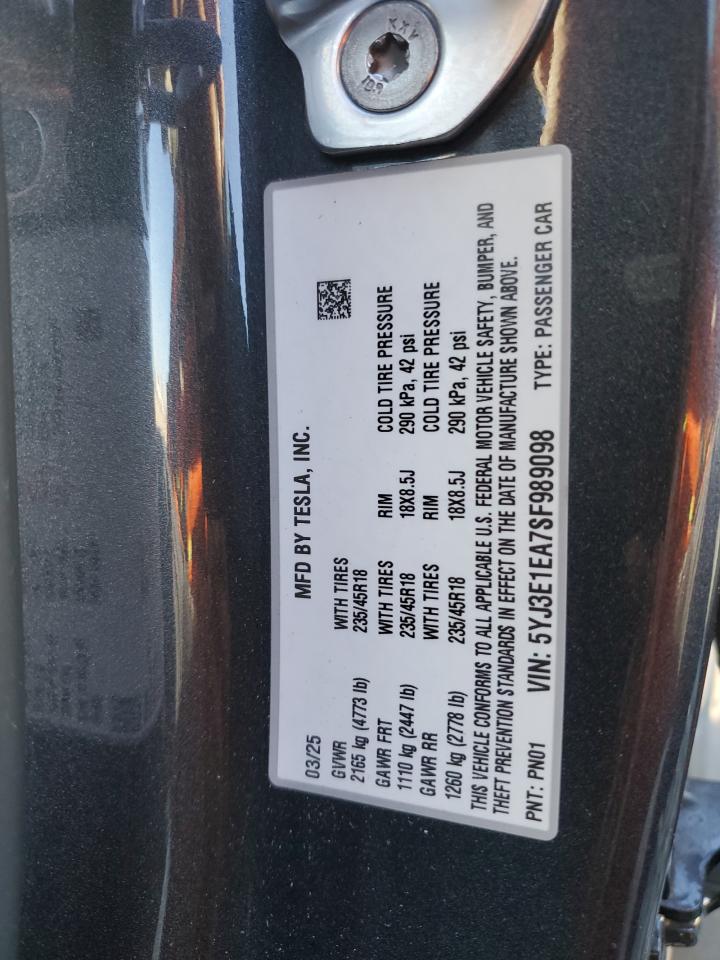 03/25 MFD BY TESLA, INC.
GVWR WITH TIRES
2165 kg (4773 lb) 235/45R18
GAWR FRT WITH TIRES RIM COLD TIRE PRESSURE
1110 kg (2447 lb) 235/45R18 18X8.5J 290 kPa, 42 psi
GAWR RR WITH TIRES RIM COLD TIRE PRESSURE
1260 kg (2778 lb) 235/45R18 18X8.5J 290 kPa, 42 psi
THIS VEHICLE CONFORMS TO ALL APPLICABLE U.S. FEDERAL MOTOR VEHICLE SAFETY, BUMPER, AND
THEFT PREVENTION STANDARDS IN EFFECT ON THE DATE OF MANUFACTURE SHOWN ABOVE.
PNT: PN01 VIN: 5YJ3E1EA7SF989098 TYPE: PASSENGER CAR